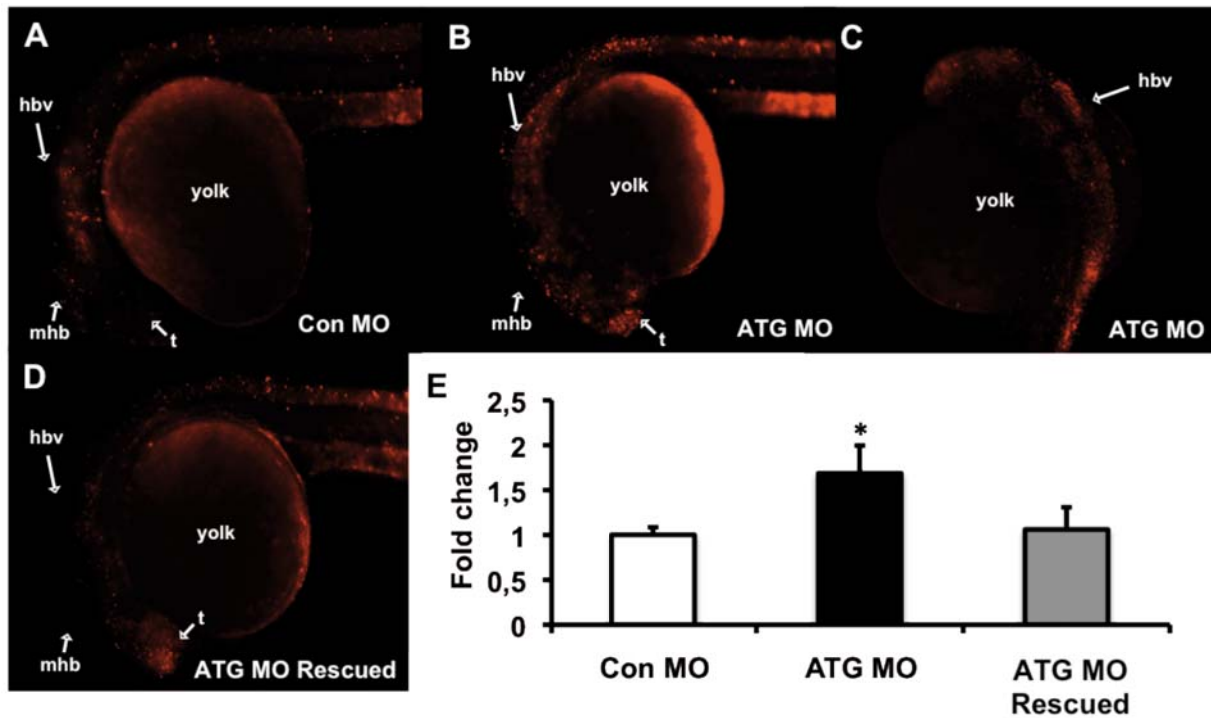 A
hbv
yolk
mhb
t
Con MO
B
hbv
yolk
mhb
t
ATG MO
C
hbv
yolk
ATG MO
D
hbv
yolk
t
mhb
ATG MO Rescued
E
Fold change
2,5
2
1,5
1
0,5
0
*
Con MO
ATG MO
ATG MO
Rescued